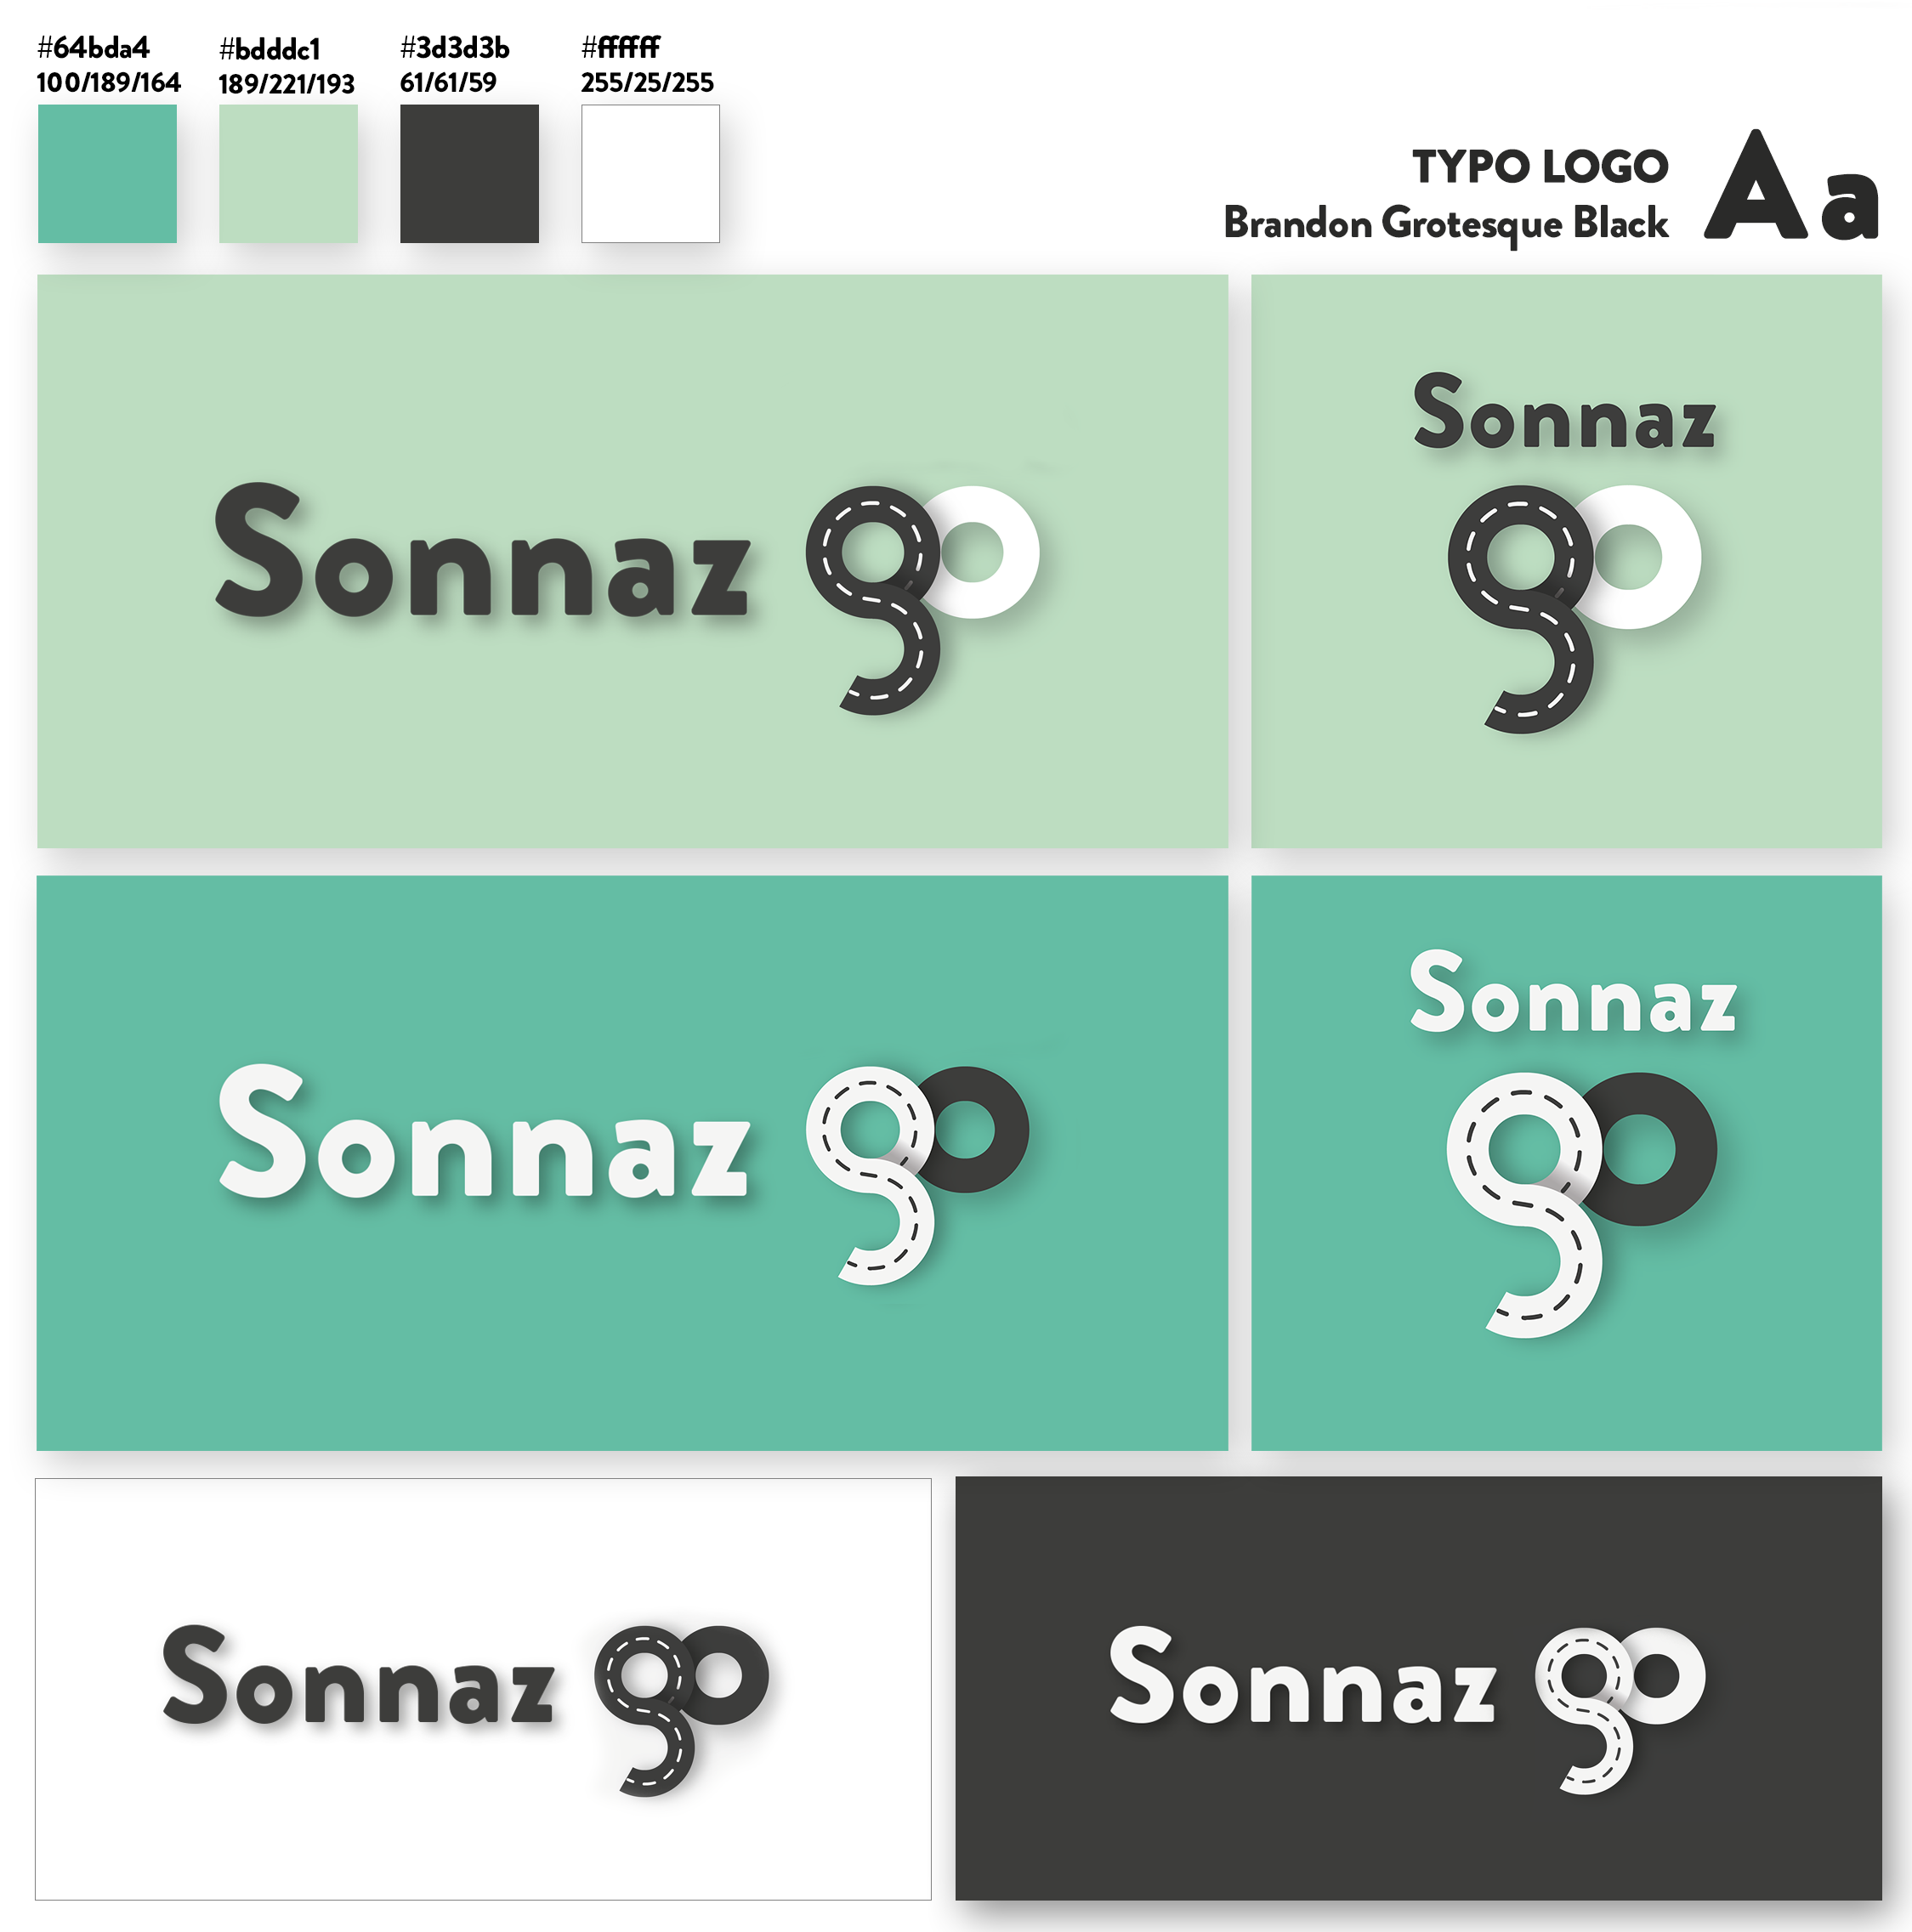 #64bda4
100/189/164
#bdddc1
189/221/193
#3d3d3b
61/61/59
#ffffff
255/25/255
TYPO LOGO
Brandon Grotesque Black
Aa
Sonnaz go
Sonnaz
go
Sonnaz go
Sonnaz
go
Sonnaz go
Sonnaz go